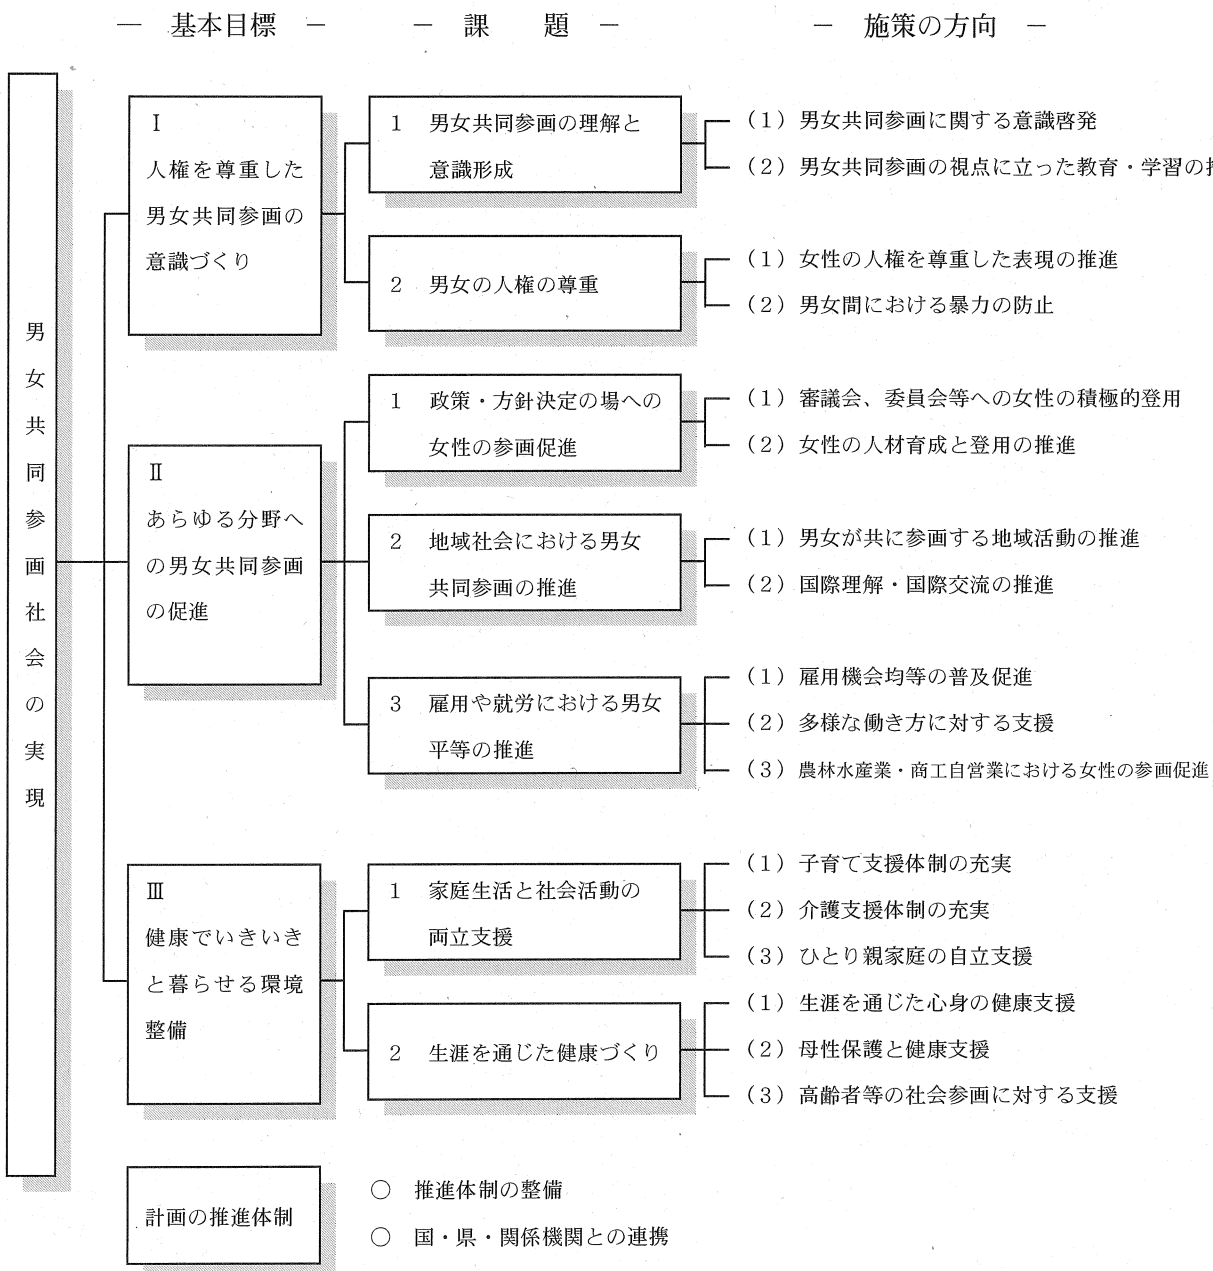 ― 基本目標 ― ― 課　題 ― ― 施策の方向 ―
男女共同参画社会の実現
Ⅰ
人権を尊重した
男女共同参画の
意識づくり
1 男女共同参画の理解と
意識形成
(1) 男女共同参画に関する意識啓発
(2) 男女共同参画の視点に立った教育・学習の
2 男女の人権の尊重
(1) 女性の人権を尊重した表現の推進
(2) 男女間における暴力の防止
Ⅱ
あらゆる分野へ
の男女共同参画
の促進
1 政策・方針決定の場への
女性の参画促進
(1) 審議会、委員会等への女性の積極的登用
(2) 女性の人材育成と登用の推進
2 地域社会における男女
共同参画の推進
(1) 男女が共に参画する地域活動の推進
(2) 国際理解・国際交流の推進
3 雇用や就労における男女
平等の推進
(1) 雇用機会均等の普及促進
(2) 多様な働き方に対する支援
(3) 農林水産業・商工自営業における女性の参画促進
Ⅲ
健康でいきいき
と暮らせる環境
整備
1 家庭生活と社会活動の
両立支援
(1) 子育て支援体制の充実
(2) 介護支援体制の充実
(3) ひとり親家庭の自立支援
2 生涯を通じた健康づくり
(1) 生涯を通じた心身の健康支援
(2) 母性保護と健康支援
(3) 高齢者等の社会参画に対する支援
計画の推進体制
○ 推進体制の整備
○ 国・県・関係機関との連携